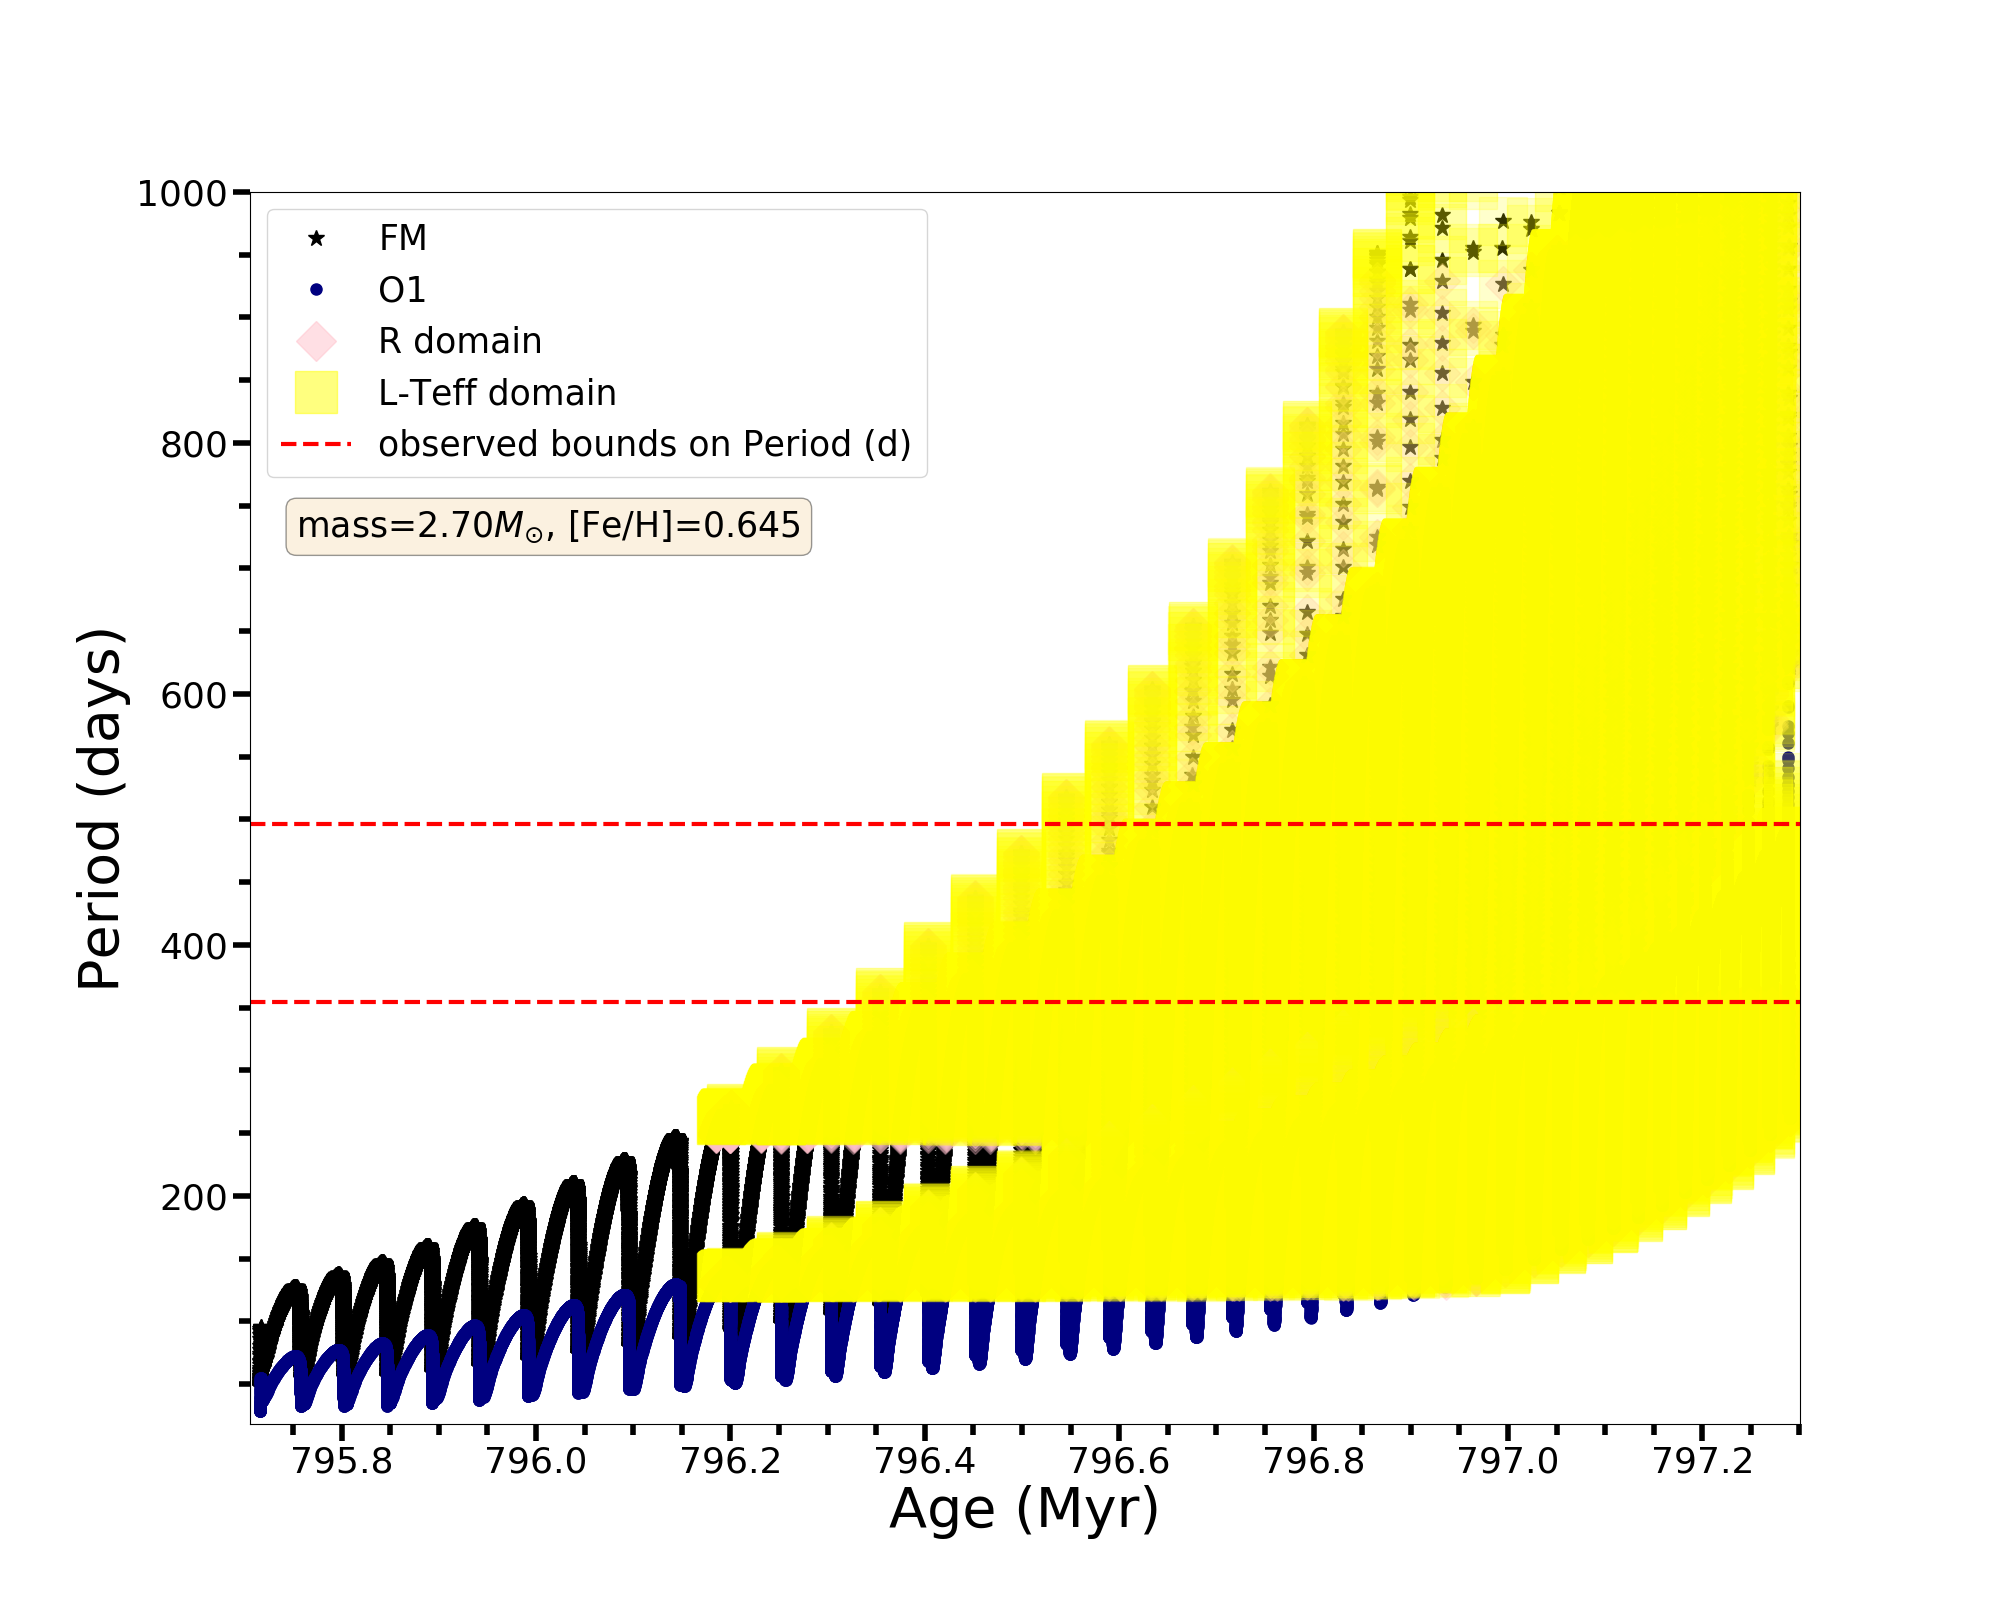 1000
800
600
400
200
Period (days)
FM
O1
R domain
L-Teff domain
observed bounds on Period (d)
mass=2.70M☉, [Fe/H]=0.645
795.8 796.0 796.2 796.4 796.6 796.8 797.0 797.2
Age (Myr)